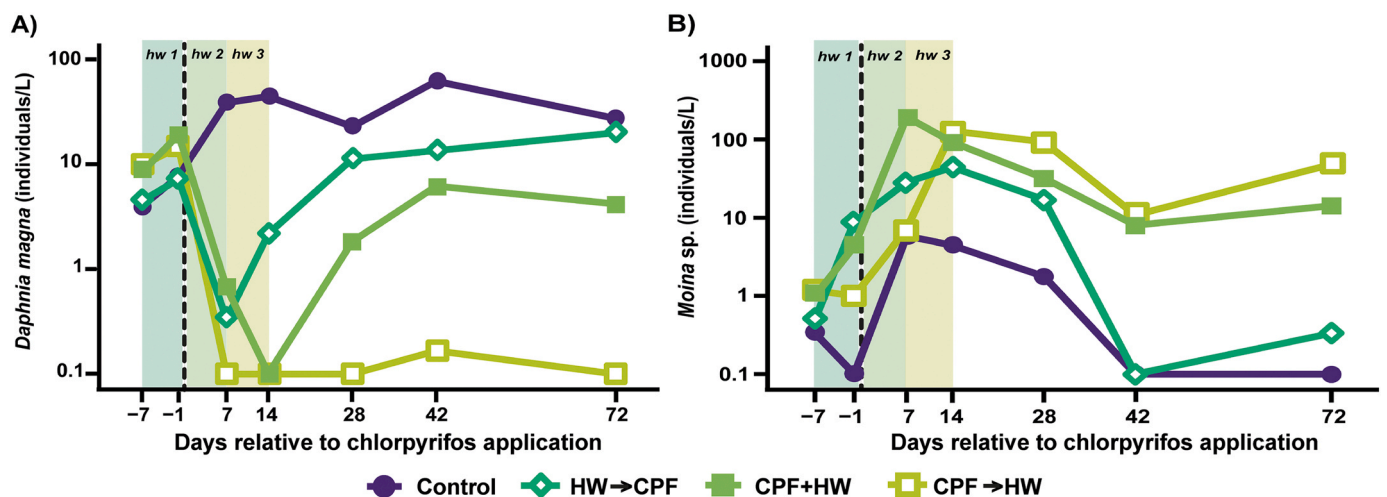 A)
Daphnia magna (individuals/L)
100
10
1
0.1
hw 1 hw 2 hw 3
−7 −1 7 14 28 42 72
Days relative to chlorpyrifos application
B)
Moina sp. (individuals/L)
1000
100
10
1
0.1
hw 1 hw 2 hw 3
−7 −1 7 14 28 42 72
Days relative to chlorpyrifos application
Control HW→CPF CPF+HW CPF→HW